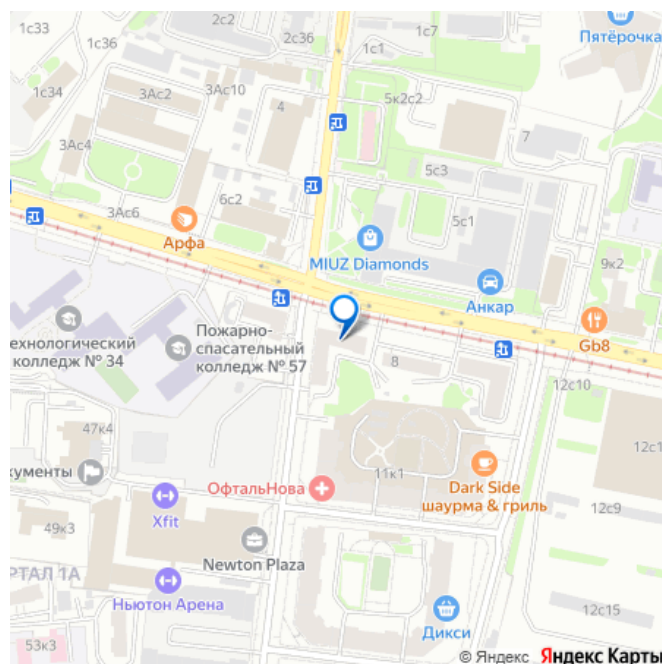 1с33
2с2
2с36
1с7
1с1
Пятёрочка
1с34
3Ас10
3Ас2
4
5к2с2
7
3Ас4
5с3
6с2
3Ас6
5с1
Арфа
MIUZ Diamonds
9к2
Анкар
Gb8
ехнологический
колледж № 34
Пожарно-
спасательный
колледж № 57
8
12с10
47к4
12с1
кументы
11к1
ОфтальНова
Dark Side
шаурма & гриль
Xfit
12с9
49к3
Newton Plaza
РТАЛ 1А
Ньютон Арена
Дикси
12с15
53к3
© Яндекс Яндекс Карты